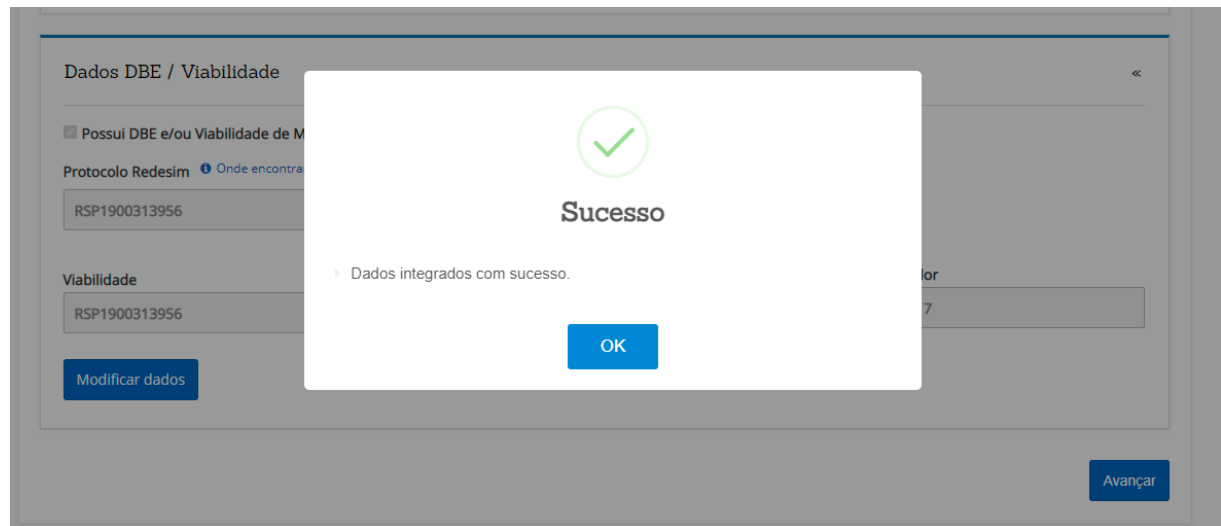 Dados DBE / Viabilidade
«
Possui DBE e/ou Viabilidade de M
Protocolo Redesim Onde encontra
RSP1900313956
Sucesso
Dados integrados com sucesso.
Viabilidade
lor
RSP1900313956
7
OK
Modificar dados
Avançar